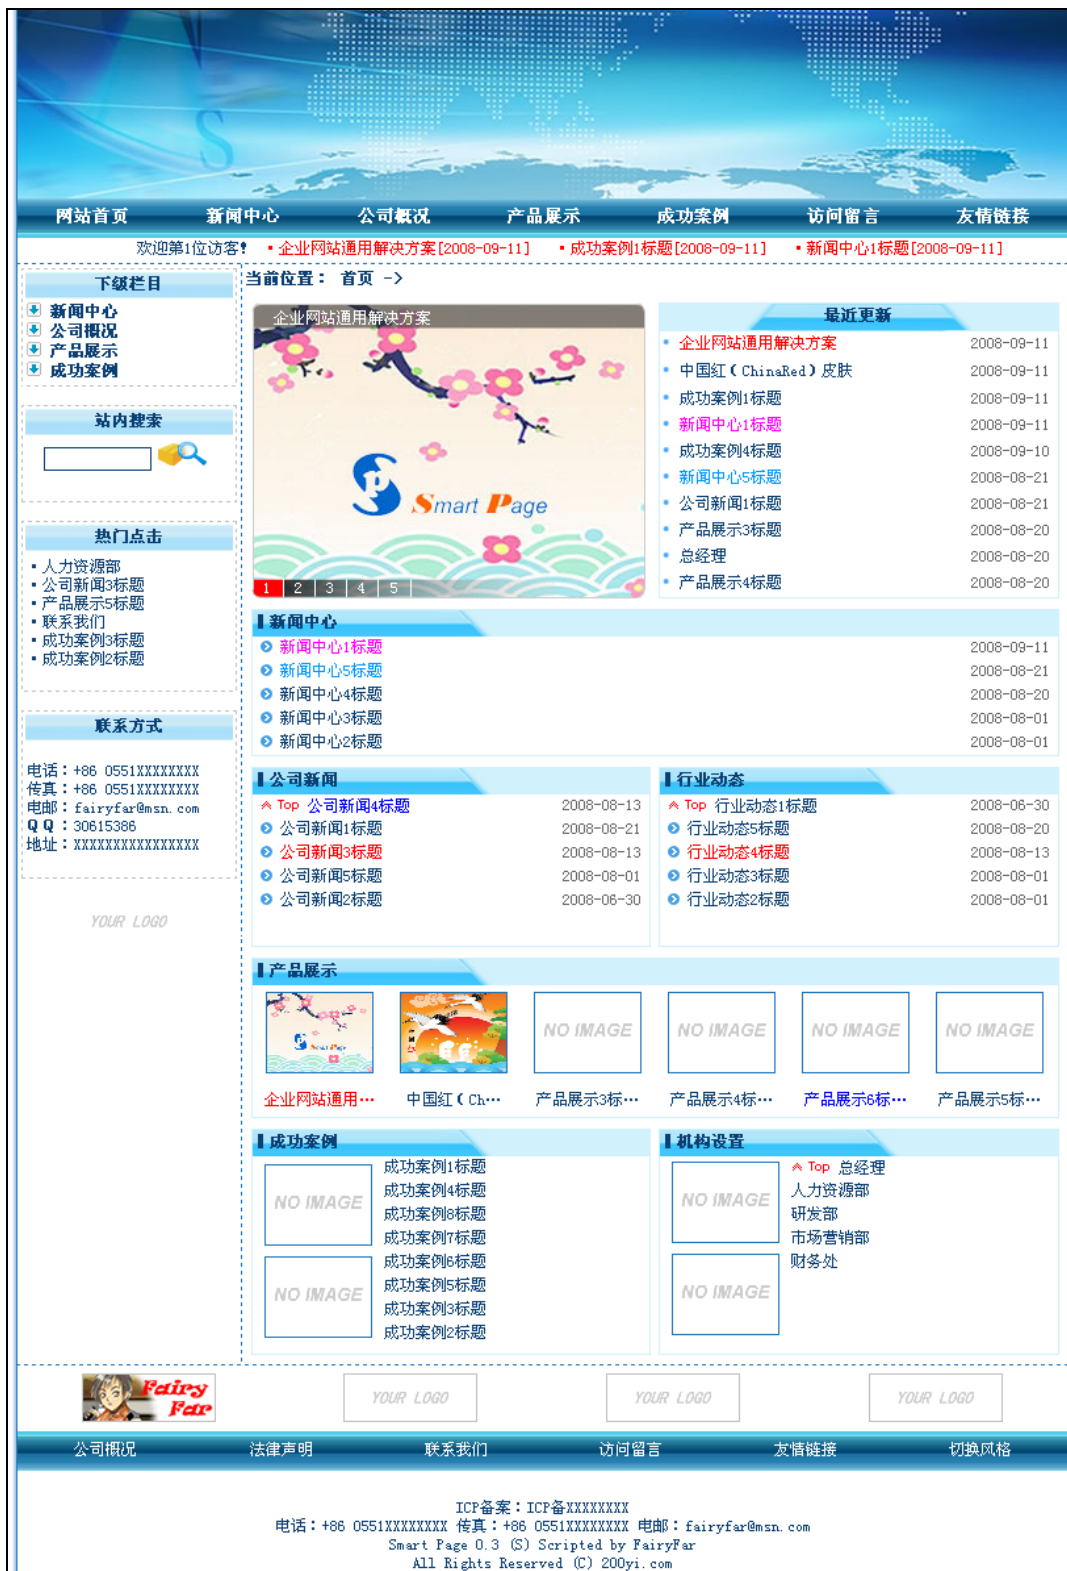 网站首页 新闻中心 公司概况 产品展示 成功案例 访问留言 友情链接
欢迎第1位访客! ▪企业网站通用解决方案[2008-09-11] ▪成功案例1标题[2008-09-11] ▪新闻中心1标题[2008-09-11]
下级栏目
新闻中心
公司概况
产品展示
成功案例
站内搜索
热门点击
▪人力资源部
▪公司新闻3标题
▪产品展示5标题
▪联系我们
▪成功案例3标题
▪成功案例2标题
联系方式
电话：+86 0551XXXXXXXX
传真：+86 0551XXXXXXXX
电邮：fairyfar@msn.com
Q Q：30615386
地址：XXXXXXXXXXXXXXXX
YOUR LOGO
当前位置： 首页 ->
企业网站通用解决方案
Smart Page
1 2 3 4 5
最近更新
企业网站通用解决方案 2008-09-11
中国红(ChinaRed)皮肤 2008-09-11
成功案例1标题 2008-09-11
新闻中心1标题 2008-09-11
成功案例4标题 2008-09-10
新闻中心5标题 2008-08-21
公司新闻1标题 2008-08-21
产品展示3标题 2008-08-20
总经理 2008-08-20
产品展示4标题 2008-08-20
新闻中心
新闻中心1标题 2008-09-11
新闻中心5标题 2008-08-21
新闻中心4标题 2008-08-20
新闻中心3标题 2008-08-01
新闻中心2标题 2008-08-01
公司新闻
Top 公司新闻4标题 2008-08-13
公司新闻1标题 2008-08-21
公司新闻3标题 2008-08-13
公司新闻5标题 2008-08-01
公司新闻2标题 2008-06-30
行业动态
Top 行业动态1标题 2008-06-30
行业动态5标题 2008-08-20
行业动态4标题 2008-08-13
行业动态3标题 2008-08-01
行业动态2标题 2008-08-01
产品展示
Smart Page
NO IMAGE NO IMAGE NO IMAGE NO IMAGE
企业网站通用… 中国红(Ch… 产品展示3标… 产品展示4标… 产品展示6标… 产品展示5标…
成功案例
NO IMAGE
NO IMAGE
成功案例1标题
成功案例4标题
成功案例8标题
成功案例7标题
成功案例6标题
成功案例5标题
成功案例3标题
成功案例2标题
机构设置
NO IMAGE
NO IMAGE
Top 总经理
人力资源部
研发部
市场营销部
财务处
Fairy Far YOUR LOGO YOUR LOGO YOUR LOGO
公司概况 法律声明 联系我们 访问留言 友情链接 切换风格
ICP备案：ICP备XXXXXXXX
电话：+86 0551XXXXXXXX 传真：+86 0551XXXXXXXX 电邮：fairyfar@msn.com
Smart Page 0.3 (S) Scripted by FairyFar
All Rights Reserved (C) 200yi.com